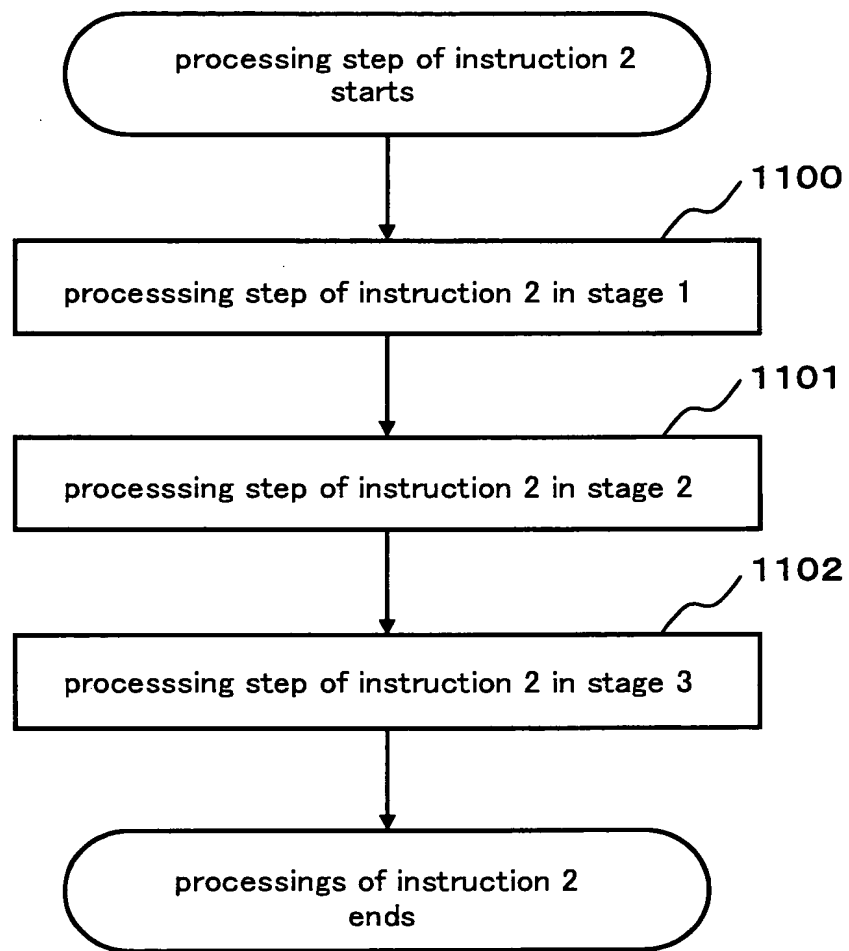 processing step of instruction 2
starts
1100
processsing step of instruction 2 in stage 1
1101
processsing step of instruction 2 in stage 2
1102
processsing step of instruction 2 in stage 3
processings of instruction 2
ends